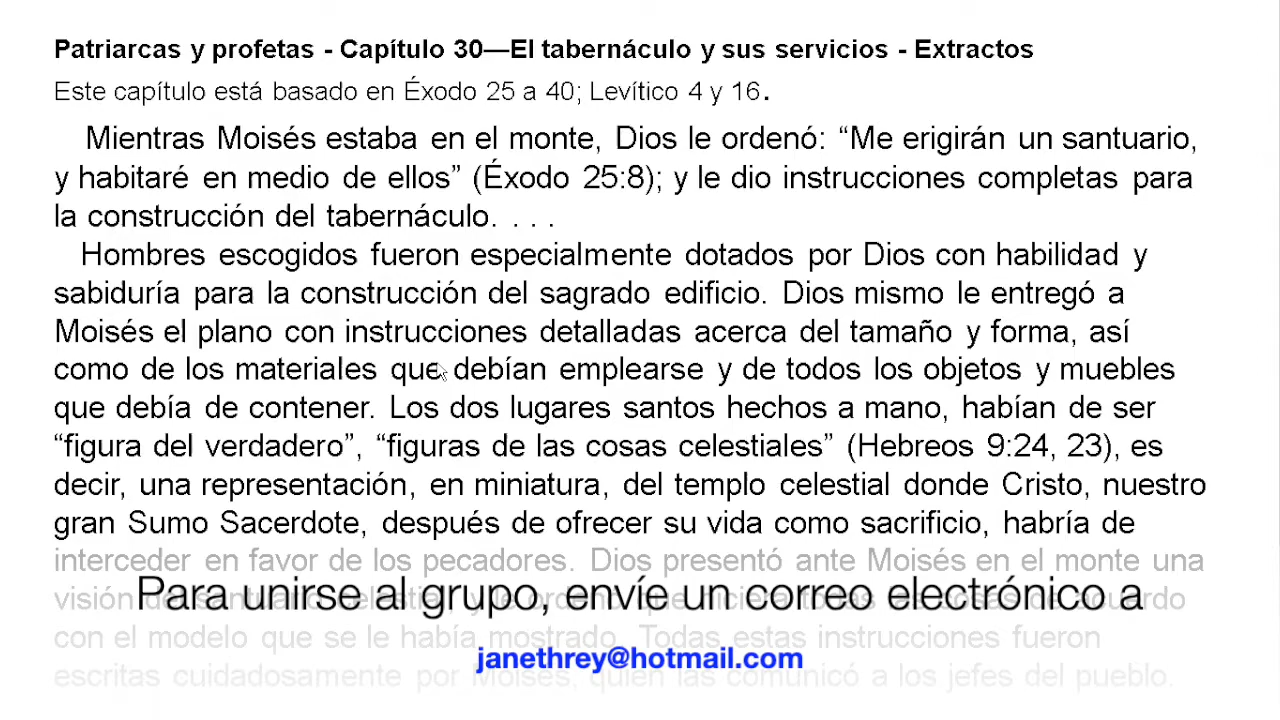 Patriarcas y profetas - Capítulo 30—El tabernáculo y sus servicios - Extractos
Este capítulo está basado en Éxodo 25 a 40; Levítico 4 y 16.
Mientras Moisés estaba en el monte, Dios le ordenó: “Me erigirán un santuario,
y habitaré en medio de ellos” (Éxodo 25:8); y le dio instrucciones completas para
la construcción del tabernáculo. . . .
Hombres escogidos fueron especialmente dotados por Dios con habilidad y
sabiduría para la construcción del sagrado edificio. Dios mismo le entregó a
Moisés el plano con instrucciones detalladas acerca del tamaño y forma, así
como de los materiales que debían emplearse y de todos los objetos y muebles
que debía de contener. Los dos lugares santos hechos a mano, habían de ser
“figura del verdadero”, “figuras de las cosas celestiales” (Hebreos 9:24, 23), es
decir, una representación, en miniatura, del templo celestial donde Cristo, nuestro
gran Sumo Sacerdote, después de ofrecer su vida como sacrificio, habría de
interceder en favor de los pecadores. Dios presentó ante Moisés en el monte una
visión
Para unirse al grupo, envíe un correo electrónico a
con el modelo que se le había mostrado. Todas estas instrucciones fueron
janethrey@hotmail.com
escritas cuidadosamente por Moisés, quien las comunicó a los jefes del pueblo.